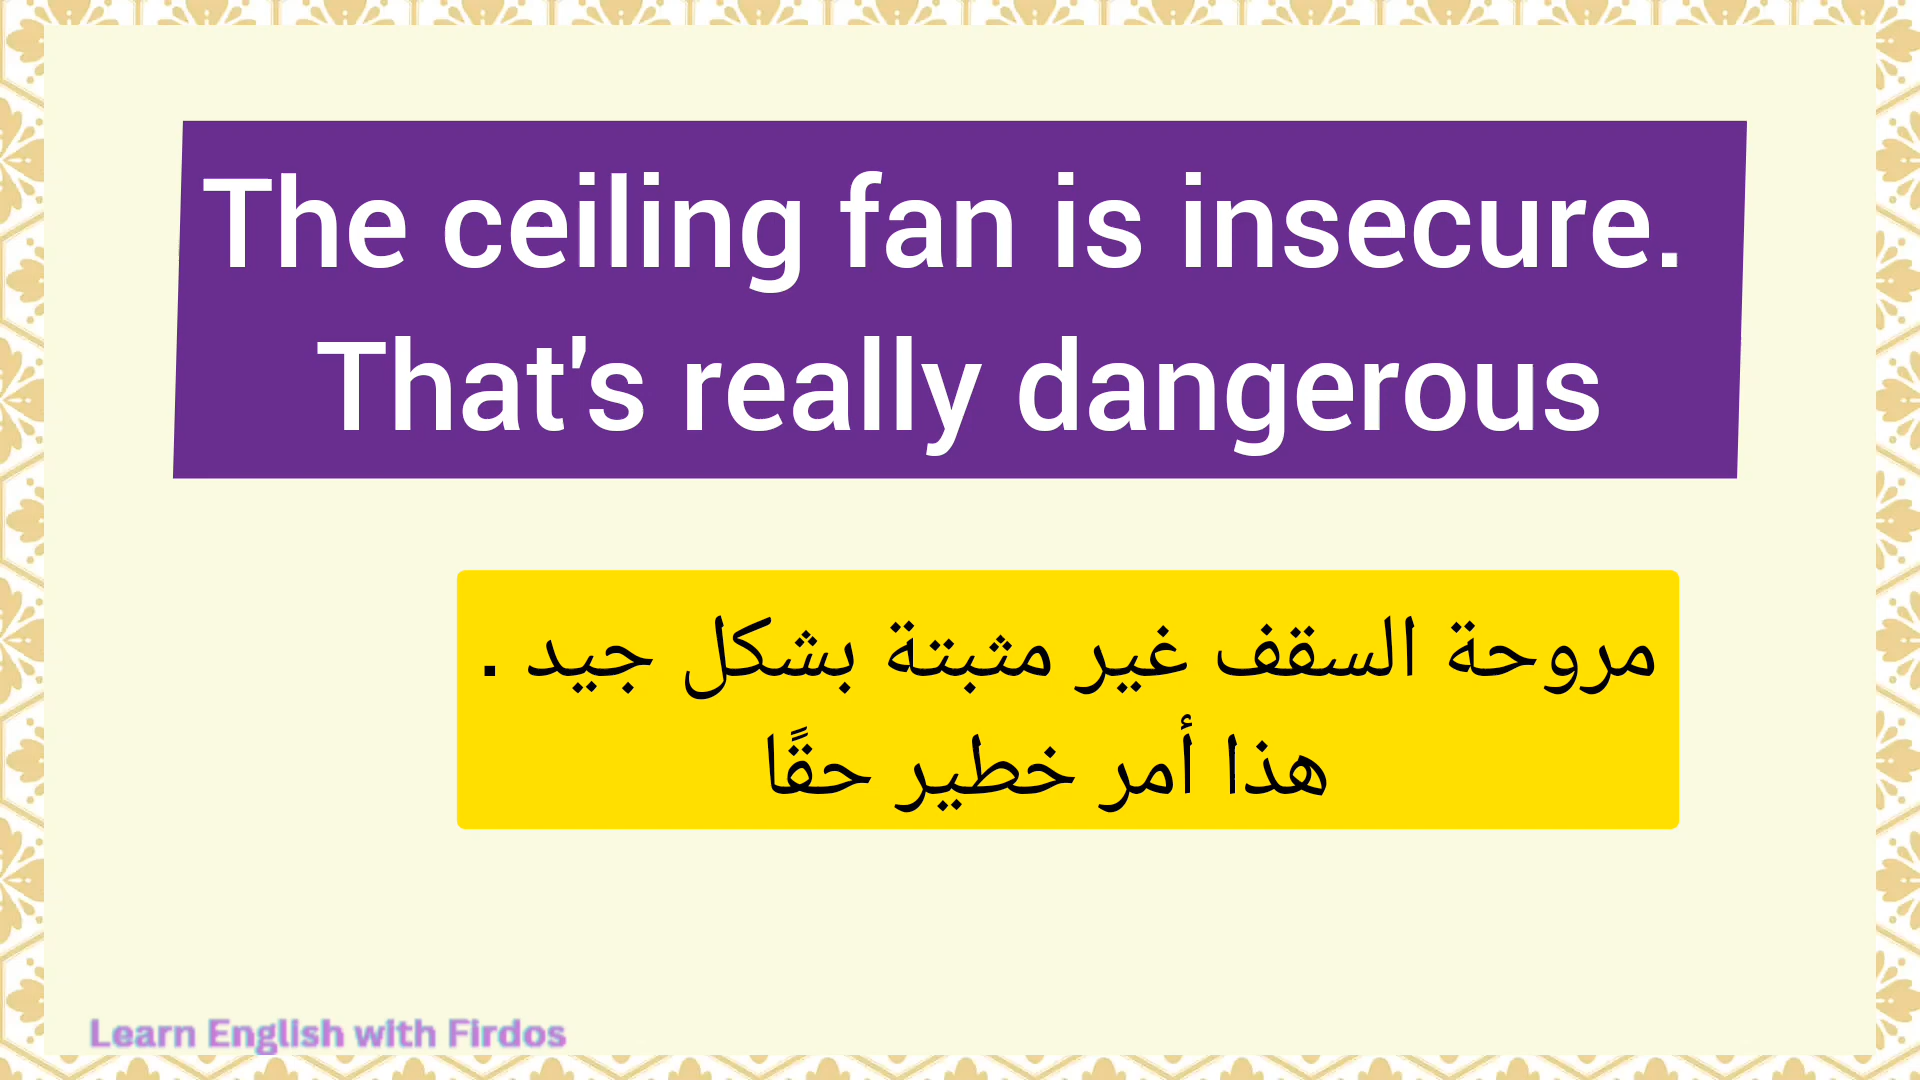 The ceiling fan is insecure.
That's really dangerous
مروحة السقف غير مثبتة بشكل جيد .
هذا أمر خطير حقًا
Learn English with Firdos